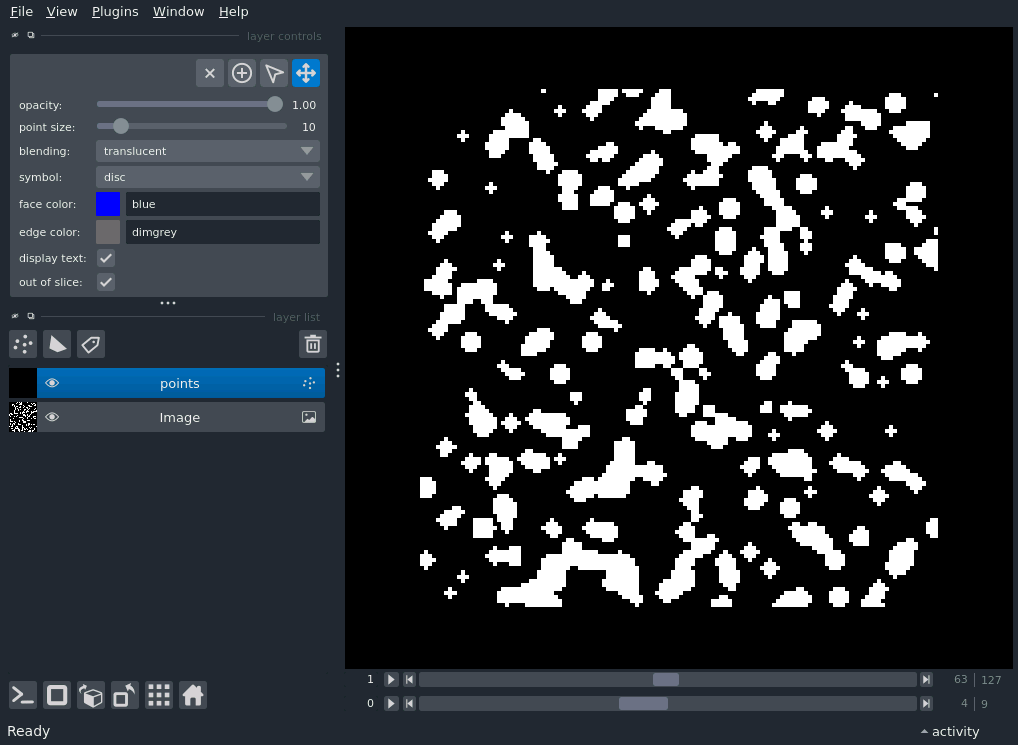 File View Plugins Window Help
layer controls
opacity: 1.00
point size: 10
blending: translucent
symbol: disc
face color: blue
edge color: dimgrey
display text:
out of slice:
layer list
points
Image
1 63 127
0 4 9
Ready activity